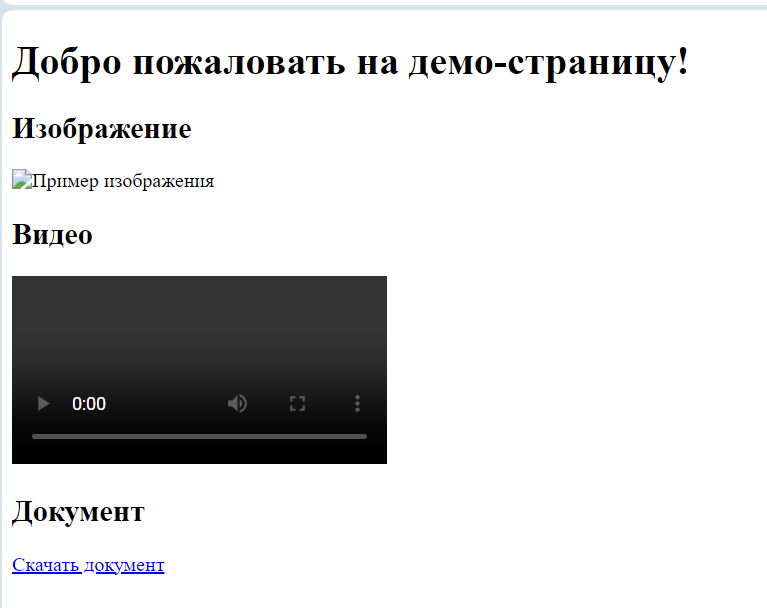 Добро пожаловать на демо-страницу!
Изображение
Пример изображения
Видео
0:00
Документ
Скачать документ